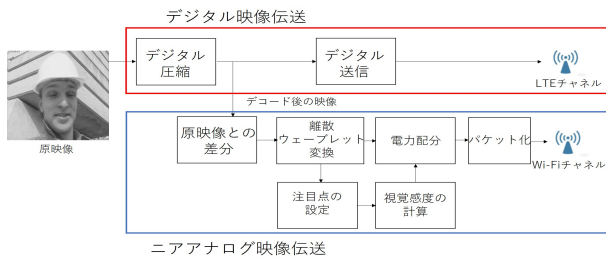 デジタル映像伝送
デジタル
圧縮
デジタル
送信
LTEチャネル
原映像
デコード後の映像
原映像との
差分
離散
ウェーブレット
変換
電力配分
パケット化
Wi-Fiチャネル
注目点の
設定
視覚感度の
計算
ニアアナログ映像伝送